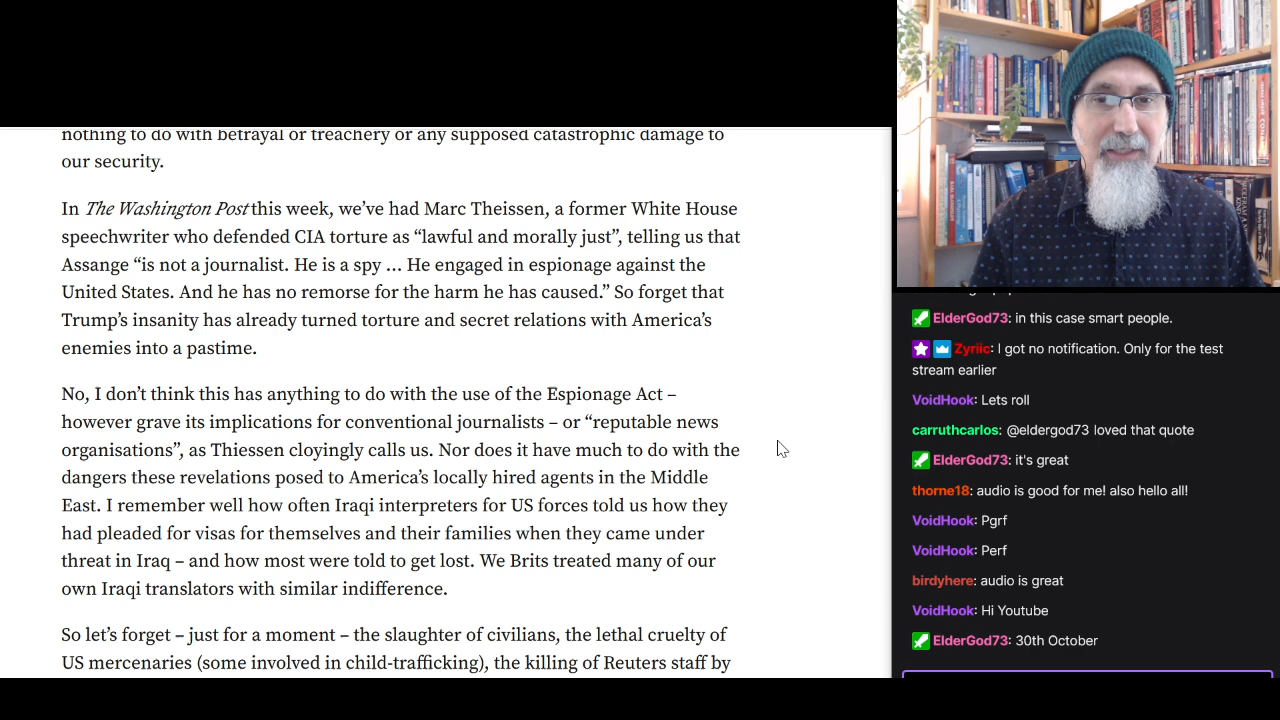 nothing to do with betrayal or treachery or any supposed catastrophic damage to
our security.
In The Washington Post this week, we’ve had Marc Theissen, a former White House
speechwriter who defended CIA torture as “lawful and morally just”, telling us that
Assange “is not a journalist. He is a spy … He engaged in espionage against the
United States. And he has no remorse for the harm he has caused.” So forget that
Trump’s insanity has already turned torture and secret relations with America’s
enemies into a pastime.
No, I don’t think this has anything to do with the use of the Espionage Act –
however grave its implications for conventional journalists – or “reputable news
organisations”, as Thiessen cloyingly calls us. Nor does it have much to do with the
dangers these revelations posed to America’s locally hired agents in the Middle
East. I remember well how often Iraqi interpreters for US forces told us how they
had pleaded for visas for themselves and their families when they came under
threat in Iraq – and how most were told to get lost. We Brits treated many of our
own Iraqi translators with similar indifference.
So let’s forget – just for a moment – the slaughter of civilians, the lethal cruelty of
US mercenaries (some involved in child-trafficking), the killing of Reuters staff by
ElderGod73: in this case smart people.
Zyriic: I got no notification. Only for the test
stream earlier
VoidHook: Lets roll
carruthcarlos: @eldergod73 loved that quote
ElderGod73: it's great
thorne18: audio is good for me! also hello all!
VoidHook: Pgrf
VoidHook: Perf
birdyhere: audio is great
VoidHook: Hi Youtube
ElderGod73: 30th October